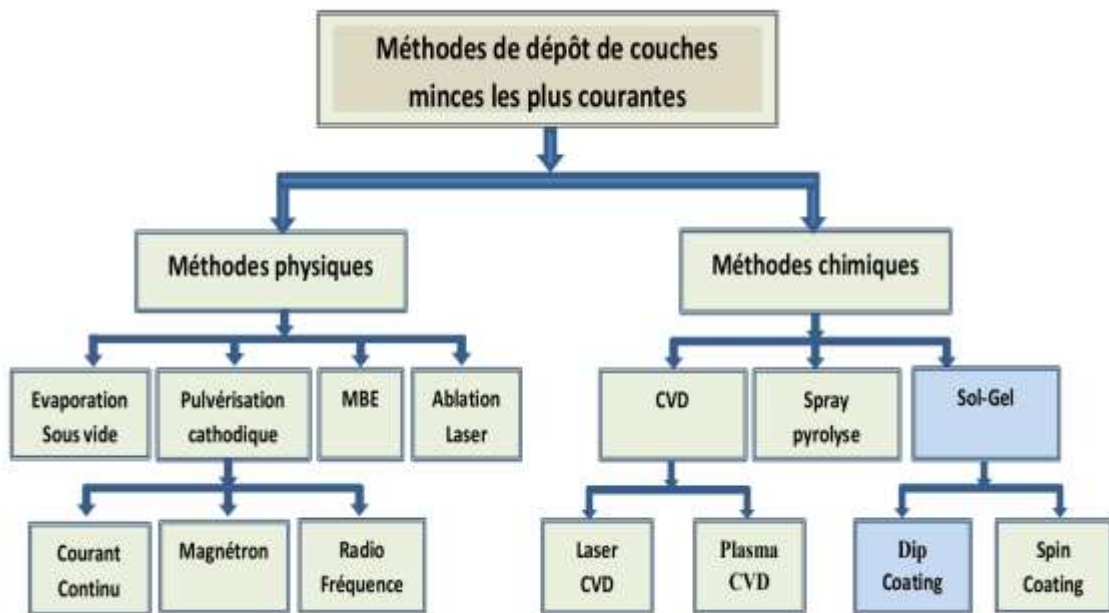 Méthodes de dépôt de couches
minces les plus courantes
Méthodes physiques
Méthodes chimiques
Evaporation
Sous vide
Pulvérisation
cathodique
MBE
Ablation
Laser
CVD
Spray
pyrolyse
Sol-Gel
Courant
Continu
Magnétron
Radio
Fréquence
Laser
CVD
Plasma
CVD
Dip
Coating
Spin
Coating